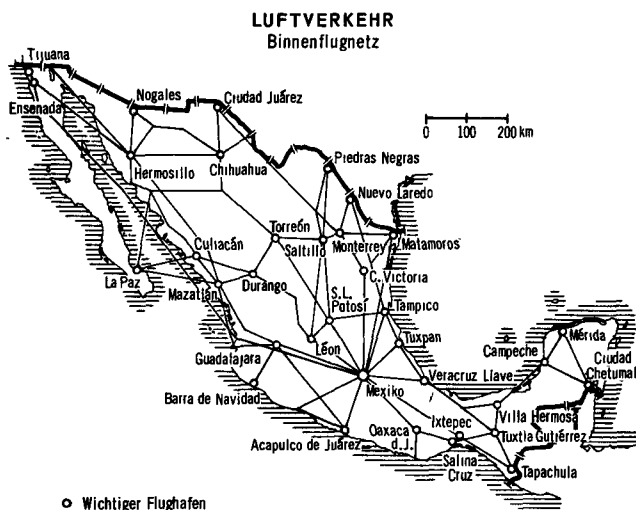 LUFTVERKEHR
Binnenflugnetz
Tijuana
Nogales
Ciudad Juárez
Ensenada
0 100 200 km
Piedras Negras
Hermosillo
Chihuahua
Nuevo Laredo
Torreón
Culiacán
Saltillo
Monterrey
Matamoros
La Paz
Mazatlán
Durángo
C. Victoria
S.L.
Potosí
Tampico
Mérida
Tuxpan
Campeche
Ciudad
Chetumal
Guadalajara
Léon
Veracruz Llave
Barra de Navidad
Mexiko
Villa Hermosa
Ixtepec
Oaxaca
d.J.
Tuxtla Gutiérrez
Acapulco de Juárez
Salina
Cruz
Tapachula
Wichtiger Flughafen